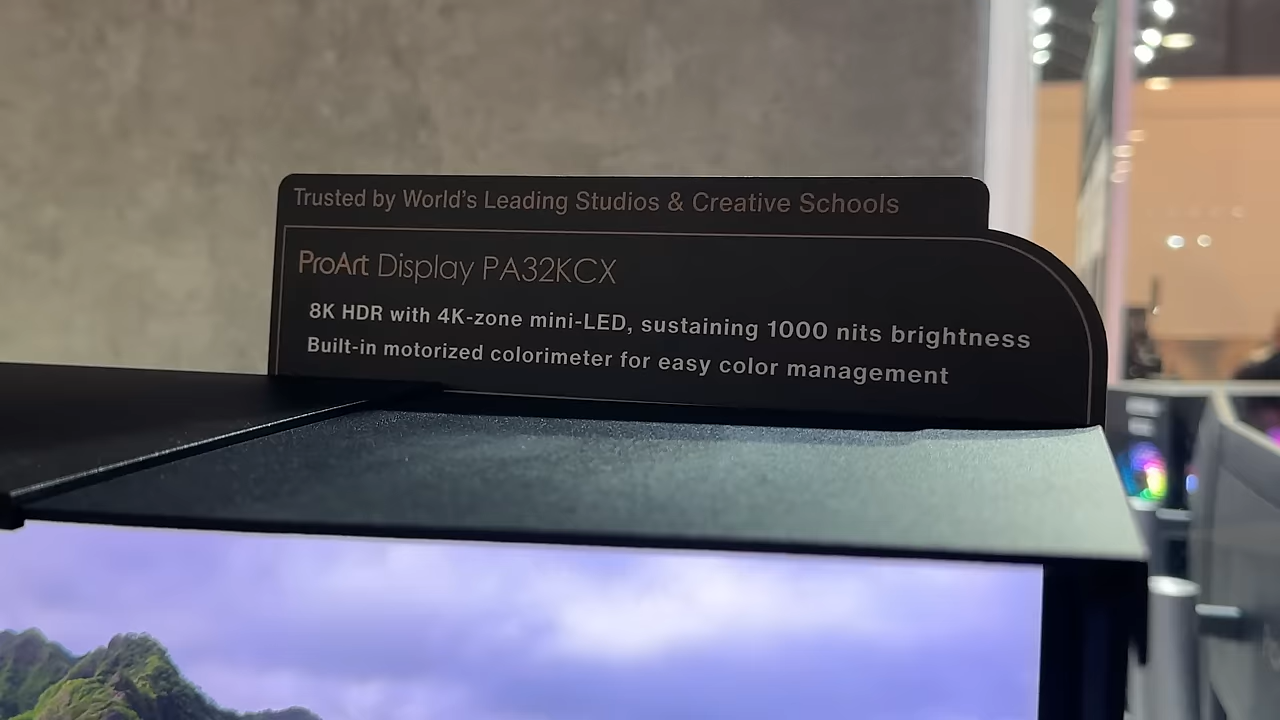 Trusted by World's Leading Studios & Creative Schools
ProArt Display PA32KCX
8K HDR with 4K-zone mini-LED, sustaining 1000 nits brightness
Built-in motorized colorimeter for easy color management